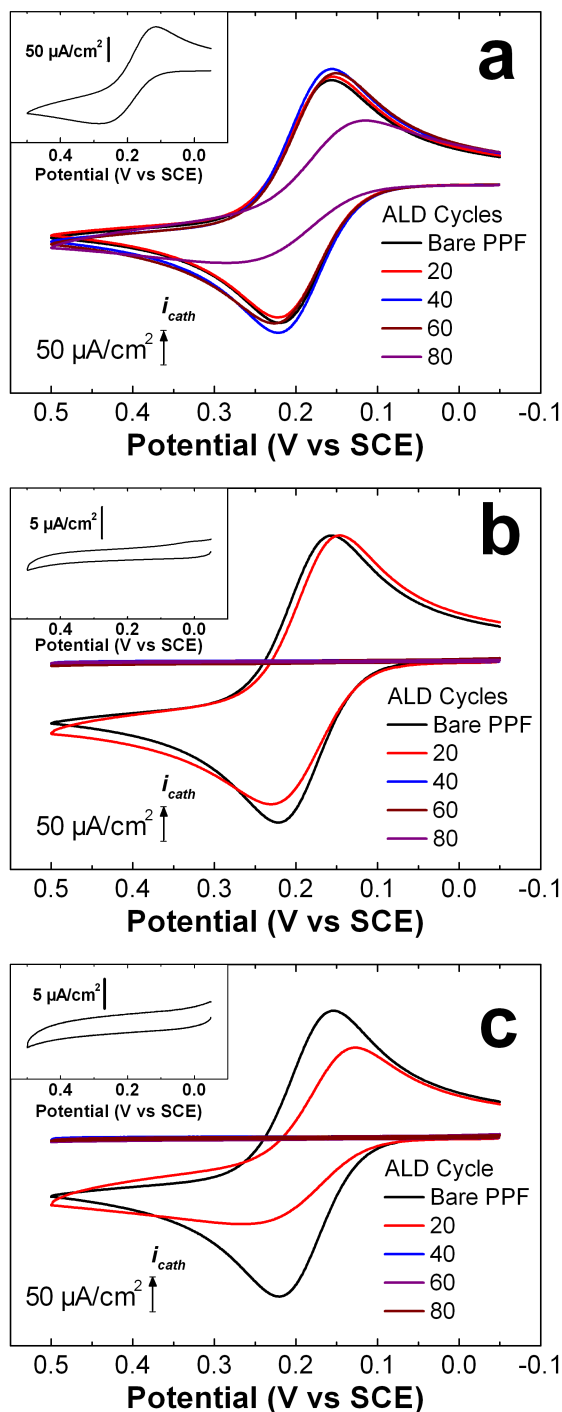 a
50 µA/cm2
0.4 0.2 0.0
Potential (V vs SCE)
ALD Cycles
Bare PPF
20
40
60
80
icath
50 µA/cm2
0.5 0.4 0.3 0.2 0.1 0.0 -0.1
Potential (V vs SCE)
b
5 µA/cm2
0.4 0.2 0.0
Potential (V vs SCE)
ALD Cycles
Bare PPF
20
40
60
80
icath
50 µA/cm2
0.5 0.4 0.3 0.2 0.1 0.0 -0.1
Potential (V vs SCE)
c
5 µA/cm2
0.4 0.2 0.0
Potential (V vs SCE)
ALD Cycle
Bare PPF
20
40
60
80
icath
50 µA/cm2
0.5 0.4 0.3 0.2 0.1 0.0 -0.1
Potential (V vs SCE)